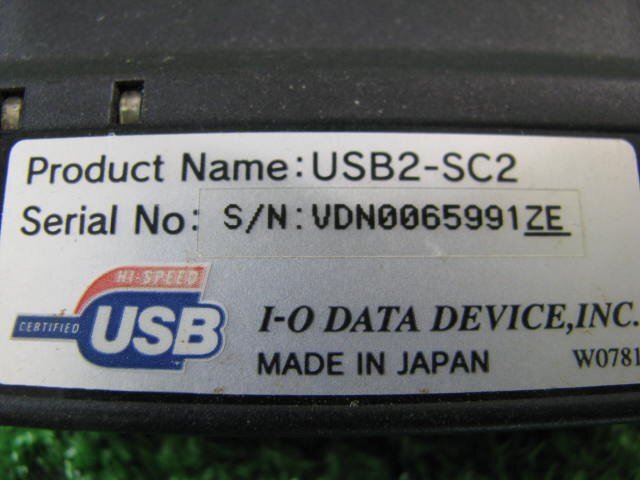 Product Name: USB2-SC2
Serial No: S/N: VDN0065991ZE
HI-SPEED
CERTIFIED USB
I-O DATA DEVICE, INC.
MADE IN JAPAN W0781